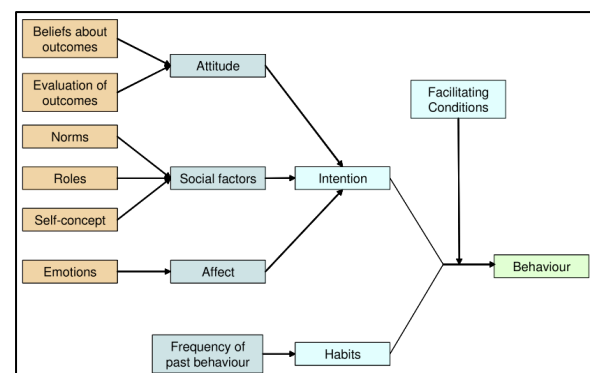 Beliefs about
outcomes
Evaluation of
outcomes
Attitude
Norms
Roles
Self-concept
Social factors
Emotions
Affect
Frequency of
past behaviour
Intention
Habits
Facilitating
Conditions
Behaviour